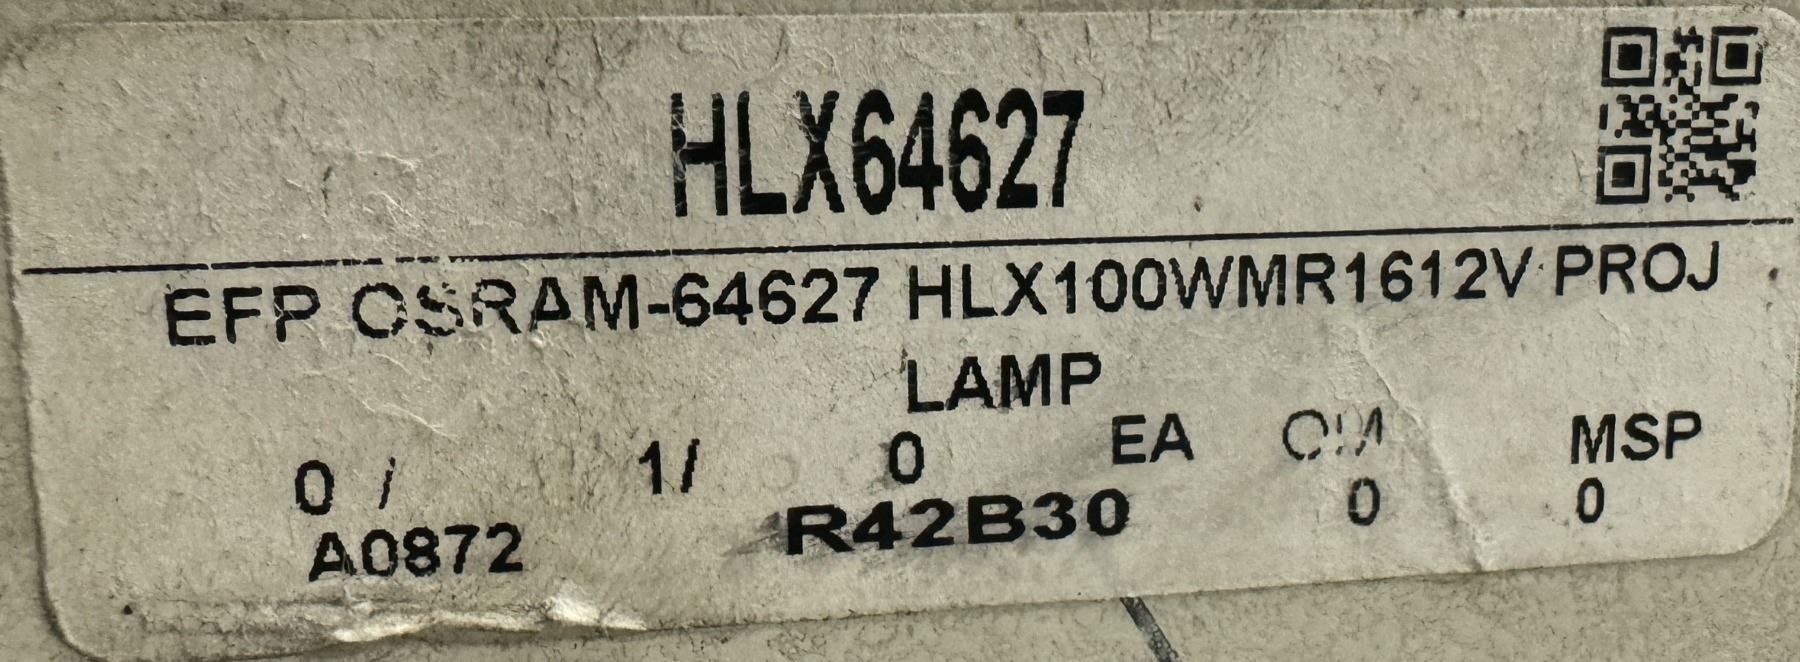 HLX64627
EFP OSRAM-64627 HLX100WMR1612V PROJ
LAMP
0 / 1/ 0 EA MSP
A0872 R42B30 0 0